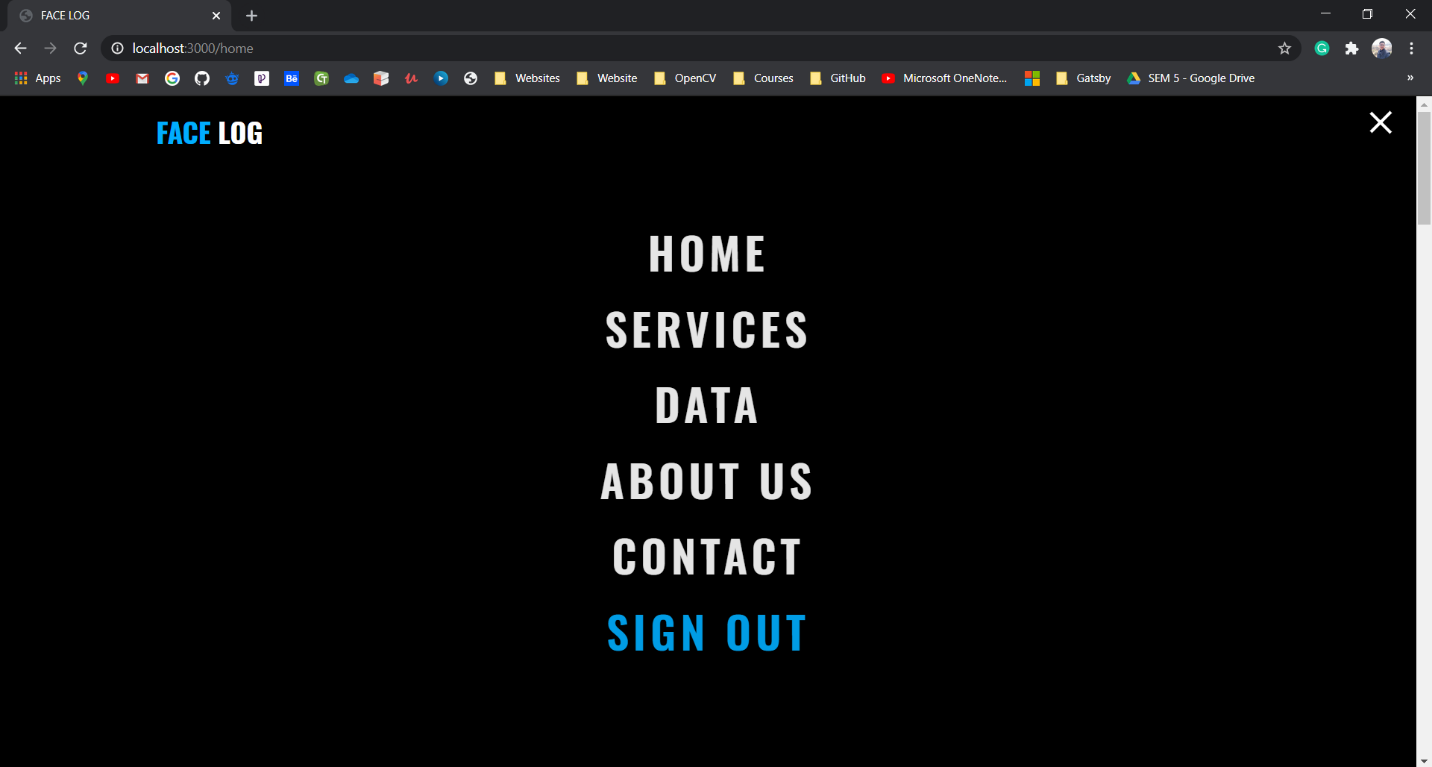 FACE LOG
localhost:3000/home
Apps Bē Websites Website OpenCV Courses GitHub Microsoft OneNote... Gatsby SEM 5 - Google Drive »
FACE LOG
HOME
SERVICES
DATA
ABOUT US
CONTACT
SIGN OUT